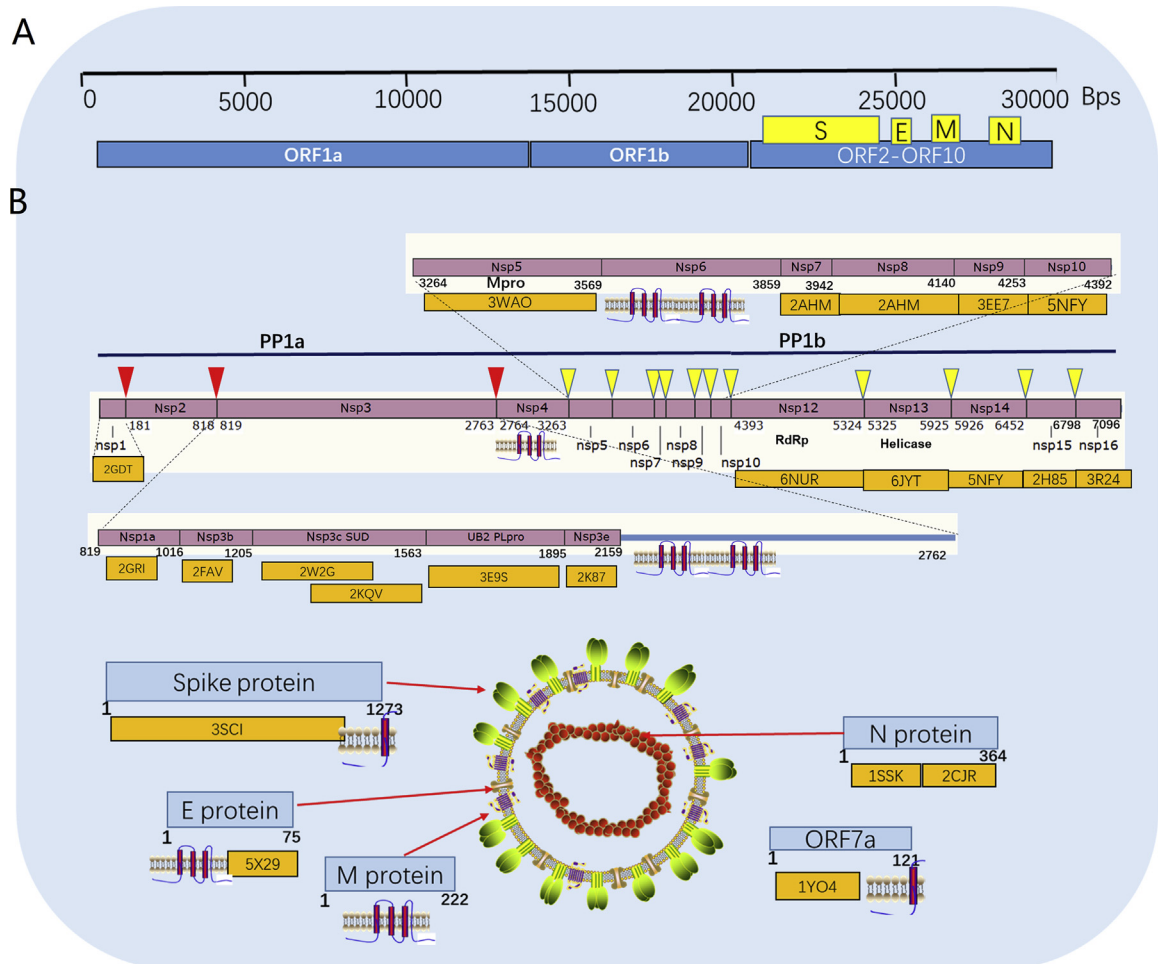 A
0 5000 10000 15000 20000 25000 30000 Bps
S E M N
ORF1a ORF1b ORF2-ORF10
B
Nsp5 Nsp6 Nsp7 Nsp8 Nsp9 Nsp10
3264 Mpro 3569 3859 3942 4140 4253 4392
3WAO 2AHM 2AHM 3EE7 5NFY
PP1a PP1b
Nsp2 Nsp3 Nsp4 Nsp12 Nsp13 Nsp14
181 818 819 2763 2764 3263 4393 5324 5325 5925 5926 6452 6798 7096
nsp1 nsp5 nsp6 nsp8 RdRp Helicase nsp15 nsp16
nsp7 nsp9 nsp10
2GDT
6NUR 6JYT 5NFY 2H85 3R24
Nsp1a Nsp3b Nsp3c SUD UB2 PLpro Nsp3e
819 1016 1205 1563 1895 2159 2762
2GRI 2FAV 2W2G 3E9S 2K87
2KQV
Spike protein
1 1273
3SCI
N protein
1 364
1SSK 2CJR
E protein
1 75
5X29
ORF7a
1 121
1YO4
M protein
1 222